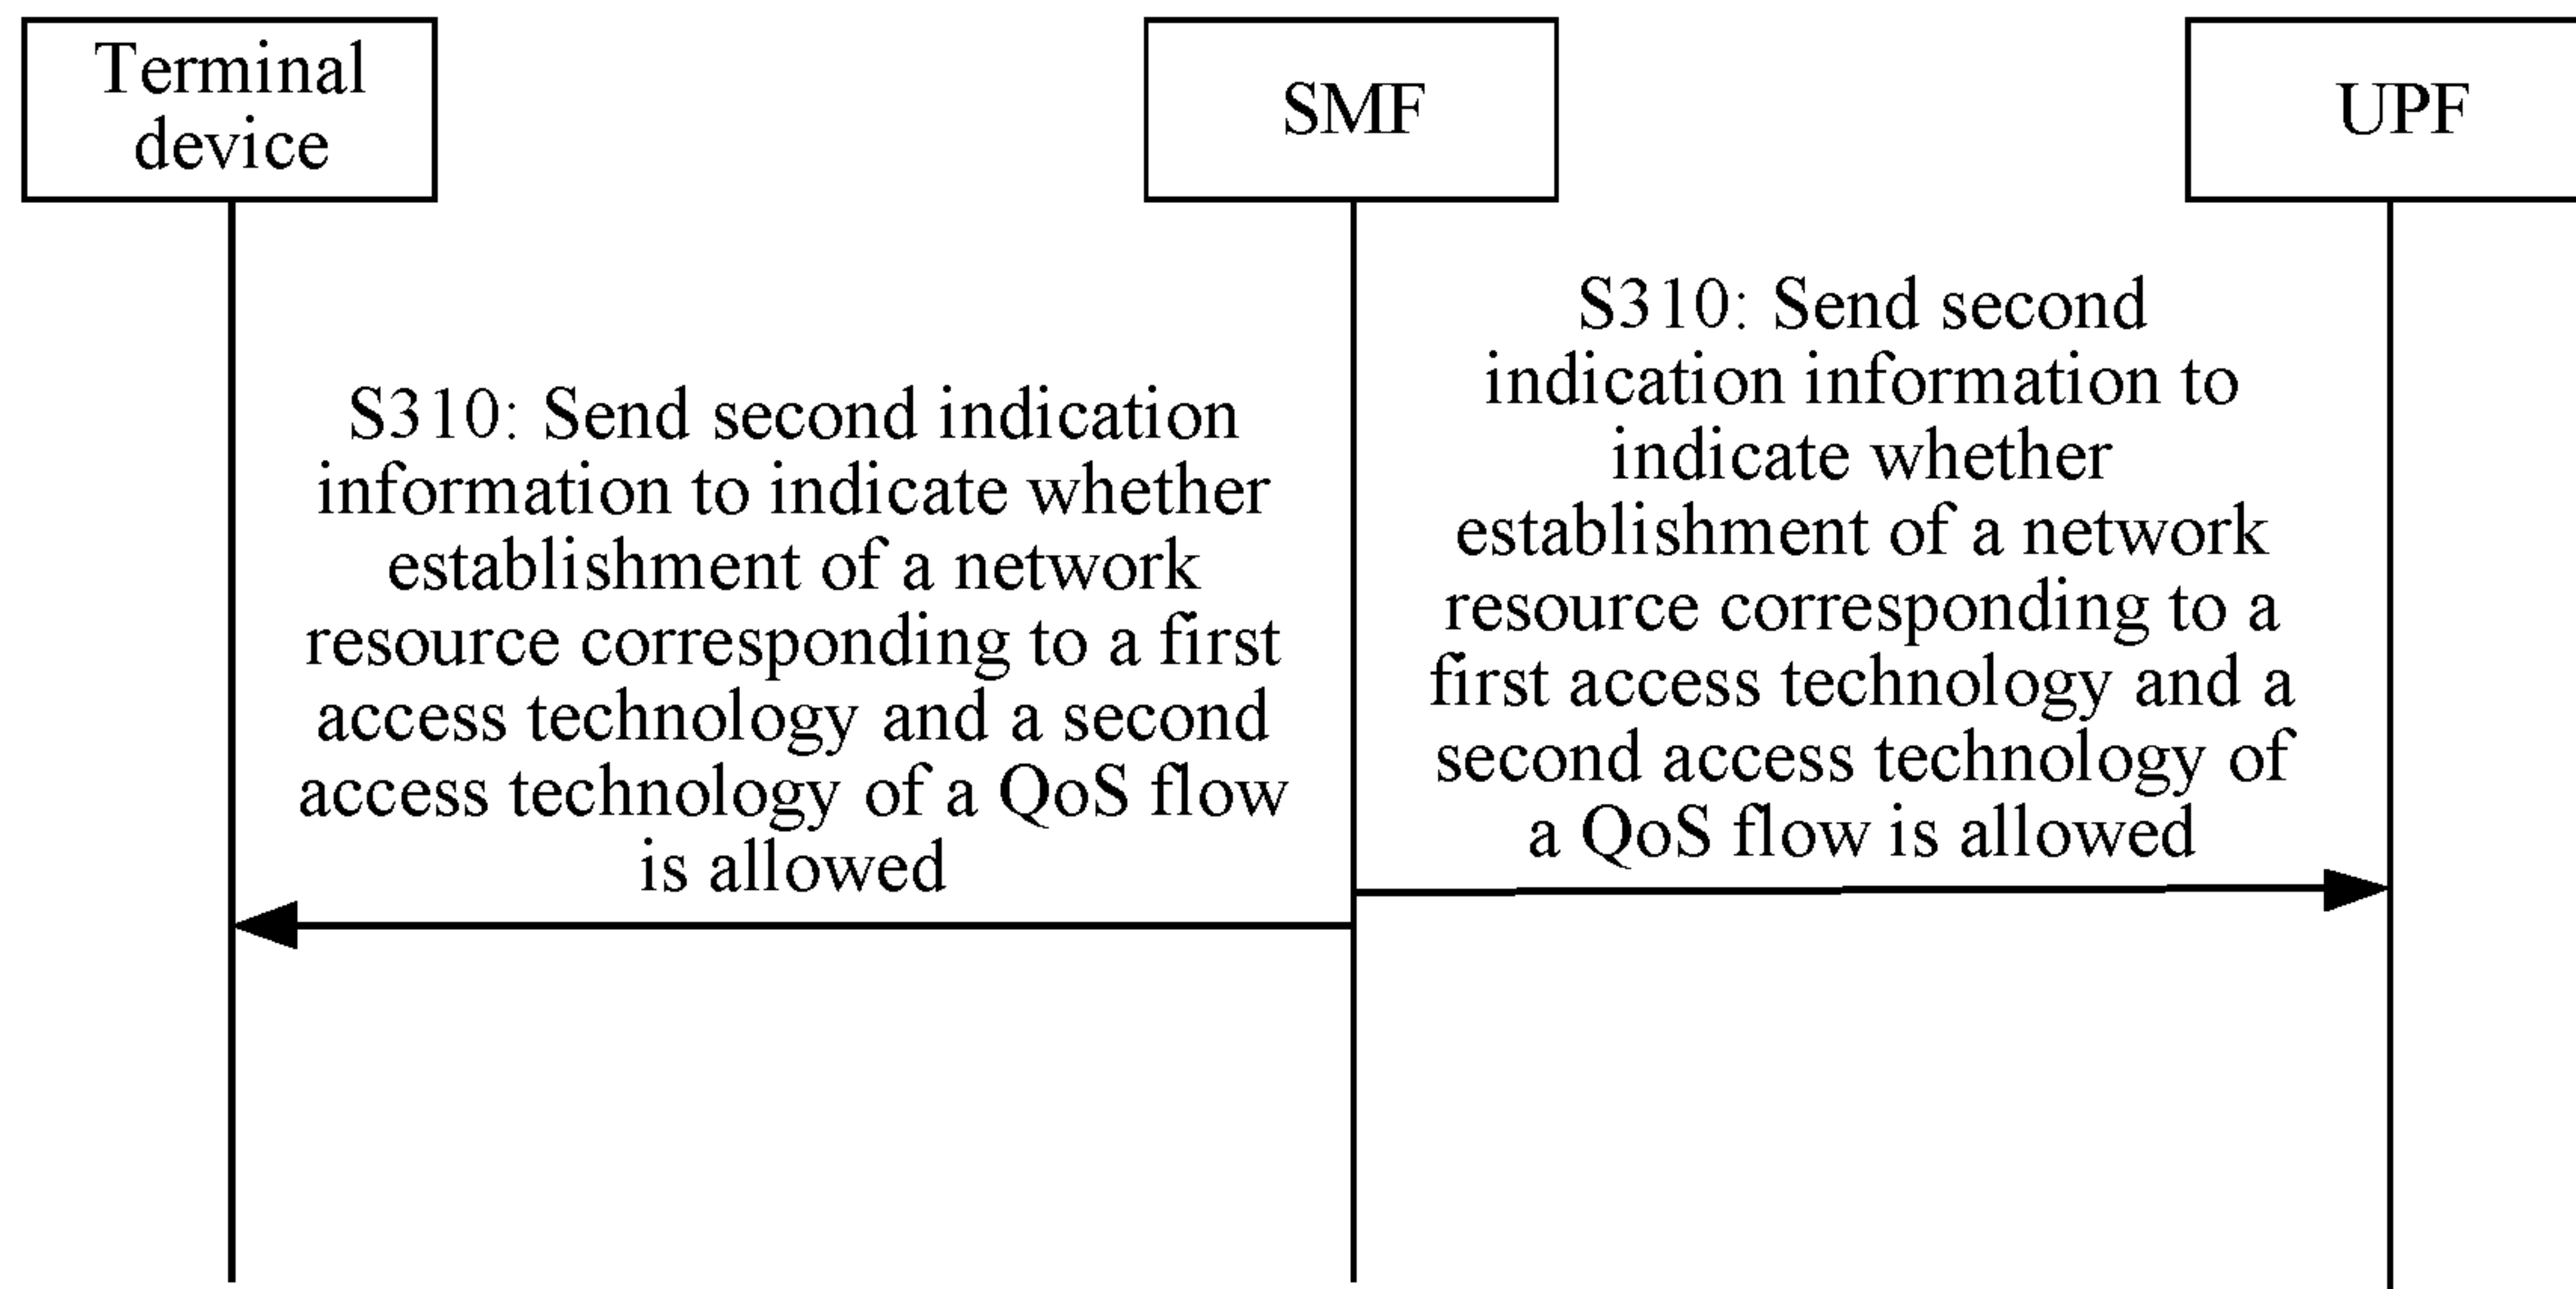 Terminal
device
SMF
UPF
S310: Send second indication
information to indicate whether
establishment of a network
resource corresponding to a first
access technology and a second
access technology of a QoS flow
is allowed
S310: Send second
indication information to
indicate whether
establishment of a network
resource corresponding to a
first access technology and a
second access technology of
a QoS flow is allowed